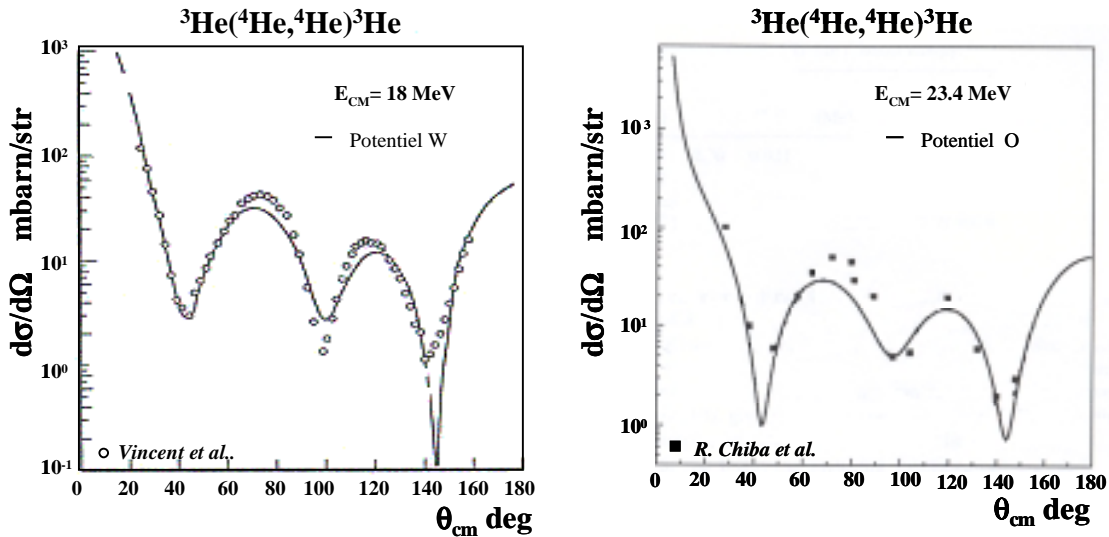 ³He(⁴He,⁴He)³He
10³
10²
10¹
10⁰
10⁻¹
dσ/dΩ mbarn/str
E_CM= 18 MeV
— Potentiel W
Vincent et al..
0 20 40 60 80 100 120 140 160 180
θ_cm deg
³He(⁴He,⁴He)³He
10³
10²
10¹
10⁰
dσ/dΩ mbarn/str
E_CM= 23.4 MeV
— Potentiel O
R. Chiba et al.
0 20 40 60 80 100 120 140 160 180
θ_cm deg